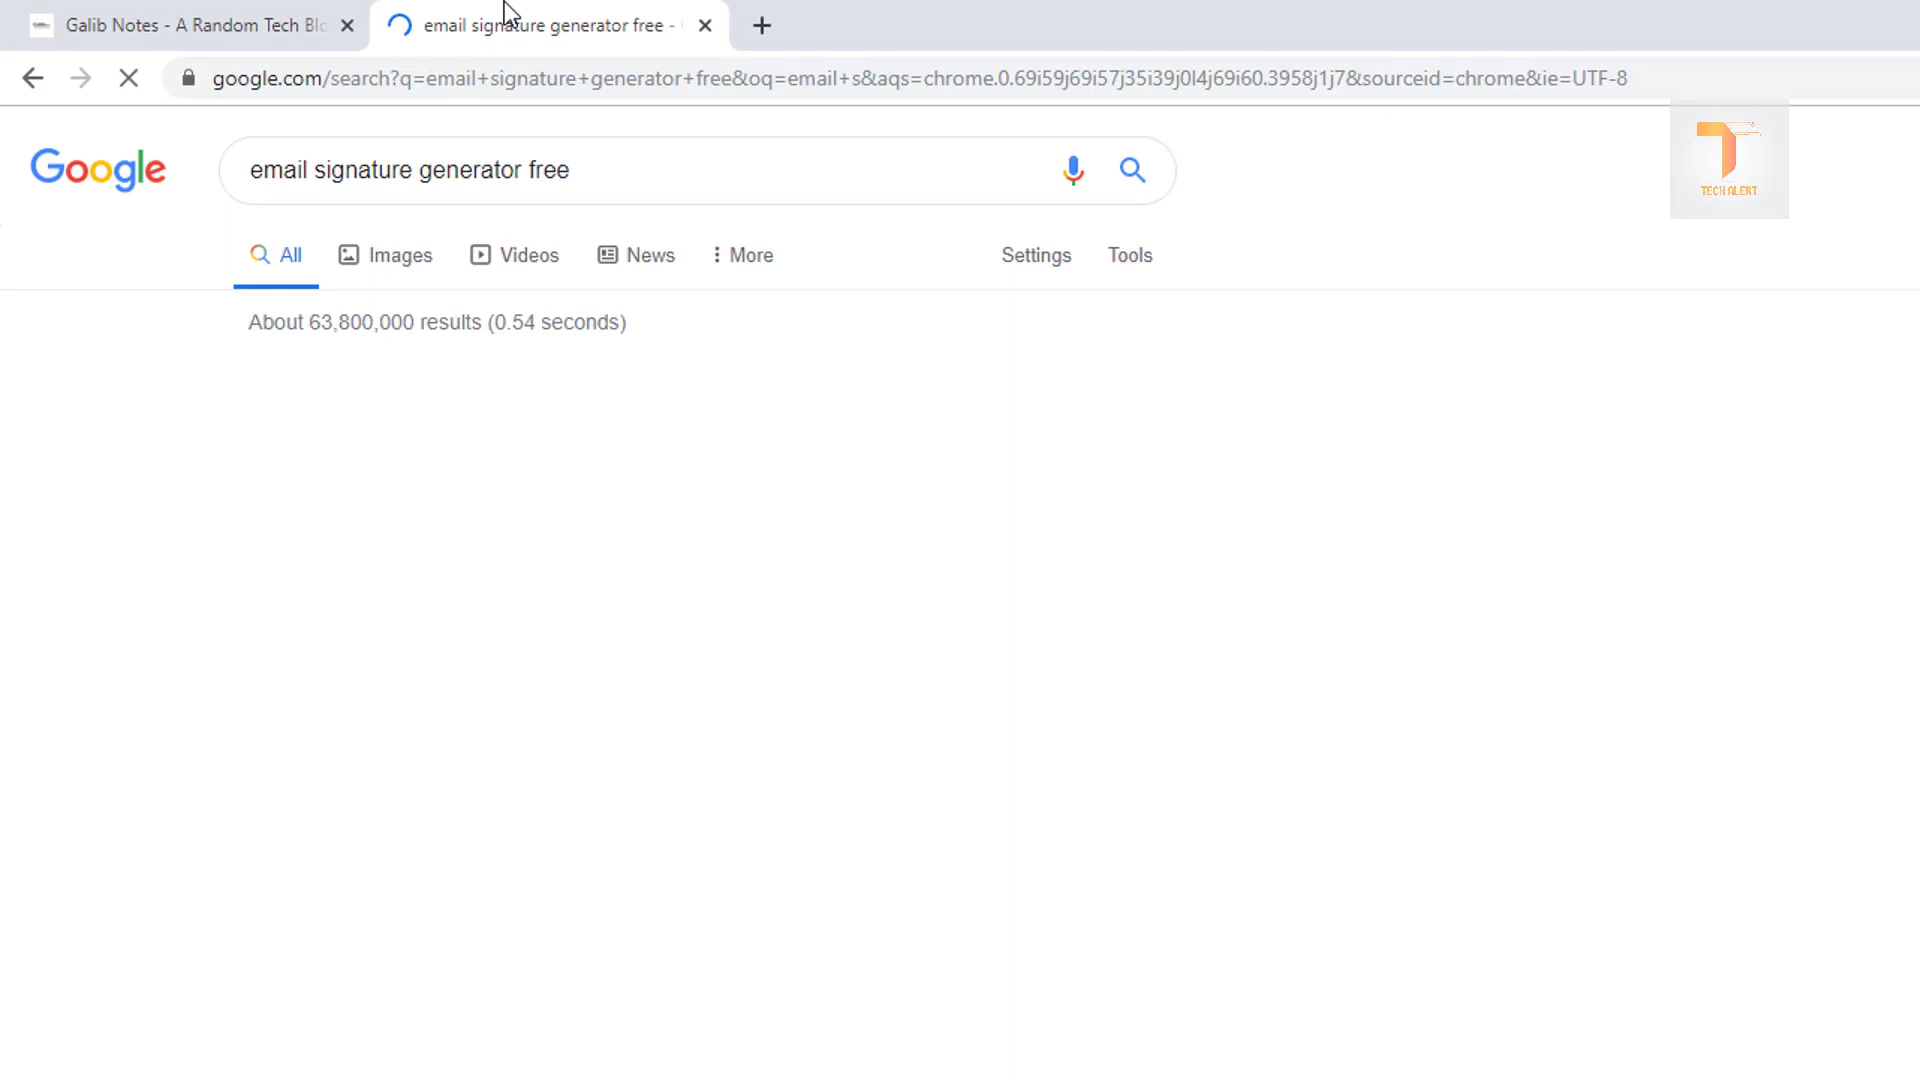 Galib Notes - A Random Tech Blo
email signature generator free -
google.com/search?q=email+signature+generator+free&oq=email+s&aqs=chrome.0.69i59j69i57j35i39j0l4j69i60.3958j1j7&sourceid=chrome&ie=UTF-8
Google
email signature generator free
TECH ALERT
All Images Videos News More Settings Tools
About 63,800,000 results (0.54 seconds)